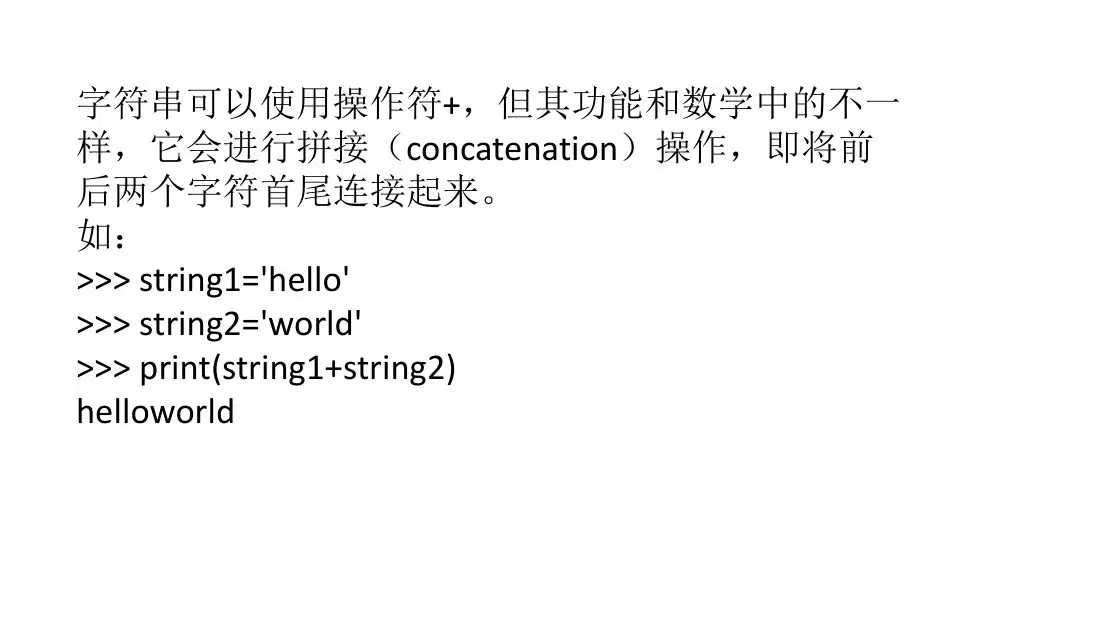 字符串可以使用操作符+，但其功能和数学中的不一
样，它会进行拼接（concatenation）操作，即将前
后两个字符首尾连接起来。
如：
>>> string1='hello'
>>> string2='world'
>>> print(string1+string2)
helloworld